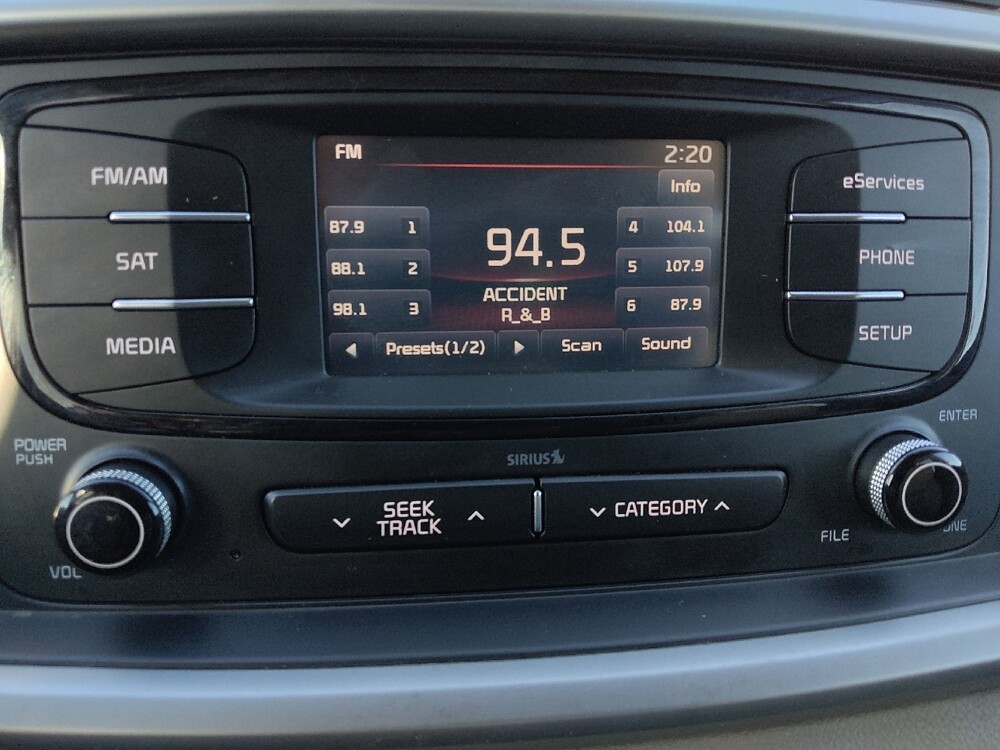 FM
2:20
Info
FM/AM
SAT
MEDIA
87.9 1
88.1 2
98.1 3
94.5
ACCIDENT
R_&_B
4 104.1
5 107.9
6 87.9
Presets(1/2)
Scan
Sound
eServices
PHONE
SETUP
POWER
PUSH
VOL
SIRIUS
SEEK
TRACK
CATEGORY
ENTER
FILE